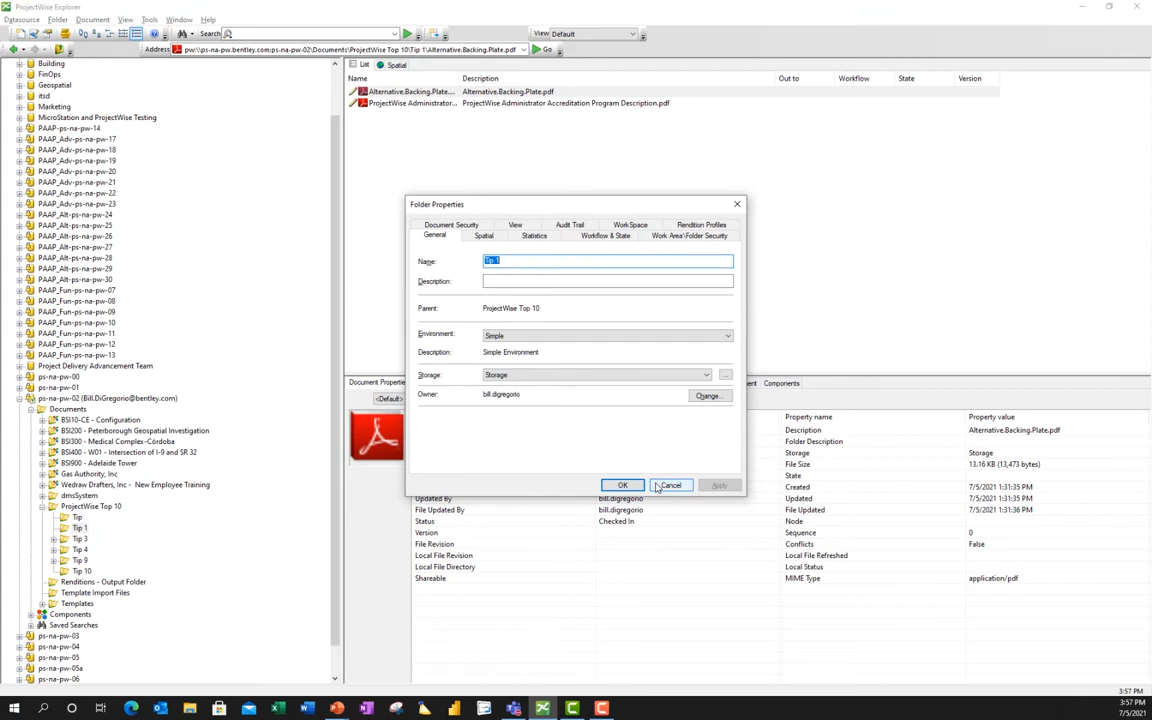 ProjectWise Explorer
Datasource Folder Document View Tools Window Help
Search
View Default
Address pw:\\ps-na-pw.bentley.com:ps-na-pw-02\Documents\ProjectWise Top 10\Tip 1\Alternative.Backing.Plate.pdf Go
Building
FinOps
Geospatial
itsd
Marketing
MicroStation and ProjectWise Testing
PAAP-ps-na-pw-14
PAAP_Adv-ps-na-pw-17
PAAP_Adv-ps-na-pw-18
PAAP_Adv-ps-na-pw-19
PAAP_Adv-ps-na-pw-20
PAAP_Adv-ps-na-pw-21
PAAP_Adv-ps-na-pw-22
PAAP_Adv-ps-na-pw-23
PAAP_Alt-ps-na-pw-24
PAAP_Alt-ps-na-pw-25
PAAP_Alt-ps-na-pw-26
PAAP_Alt-ps-na-pw-27
PAAP_Alt-ps-na-pw-28
PAAP_Alt-ps-na-pw-29
PAAP_Alt-ps-na-pw-30
PAAP_Fun-ps-na-pw-07
PAAP_Fun-ps-na-pw-08
PAAP_Fun-ps-na-pw-09
PAAP_Fun-ps-na-pw-10
PAAP_Fun-ps-na-pw-11
PAAP_Fun-ps-na-pw-12
PAAP_Fun-ps-na-pw-13
Project Delivery Advancement Team
ps-na-pw-00
ps-na-pw-01
ps-na-pw-02 (Bill.DiGregorio@bentley.com)
Documents
BSI10-CE - Configuration
BSI200 - Peterborough Geospatial Investigation
BSI300 - Medical Complex-Córdoba
BSI400 - W01 - Intersection of I-9 and SR 32
BSI900 - Adelaide Tower
Gas Authority, Inc
Wedraw Drafters, Inc - New Employee Training
dmsSystem
ProjectWise Top 10
Tip
Tip 1
Tip 3
Tip 4
Tip 9
Tip 10
Renditions - Output Folder
Template Import Files
Templates
Components
Saved Searches
ps-na-pw-03
ps-na-pw-04
ps-na-pw-05
ps-na-pw-05a
ps-na-pw-06
List Spatial
Name Description Out to Workflow State Version
Alternative.Backing.Plate.... Alternative.Backing.Plate.pdf
ProjectWise Administrator... ProjectWise Administrator Accreditation Program Description.pdf
Folder Properties
Document Security View Audit Trail WorkSpace Rendition Profiles
General Spatial Statistics Workflow & State Work Area\Folder Security
Name: Tip 1
Description:
Parent: ProjectWise Top 10
Environment: Simple
Description: Simple Environment
Storage: Storage ...
Owner: bill.digregorio Change...
OK Cancel Apply
Document Properti
Components
<Default>
Property name Property value
Description Alternative.Backing.Plate.pdf
Folder Description
Storage Storage
File Size 13.16 KB (13,473 bytes)
State
Created 7/5/2021 1:31:35 PM
Updated By bill.digregorio Updated 7/5/2021 1:31:35 PM
File Updated By bill.digregorio File Updated 7/5/2021 1:31:36 PM
Status Checked In Node
Version Sequence 0
File Revision Conflicts False
Local File Revision Local File Refreshed
Local File Directory Local Status
Shareable MIME Type application/pdf
3:57 PM
3:57 PM
7/5/2021